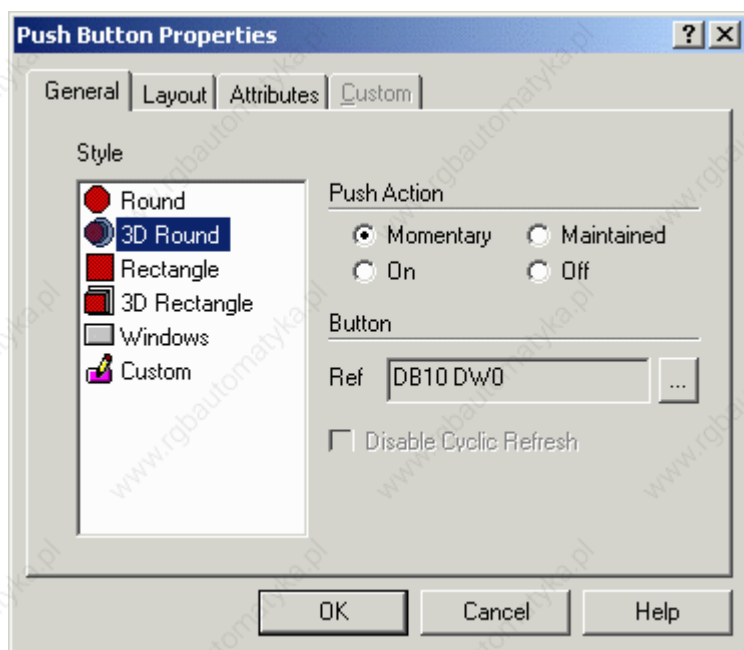 Push Button Properties
General Layout Attributes Custom
Style
Round
3D Round
Rectangle
3D Rectangle
Windows
Custom
Push Action
Momentary Maintained
On Off
Button
Ref DB10 DW0 ...
Disable Cyclic Refresh
OK Cancel Help
www.rgbautomatyka.pl